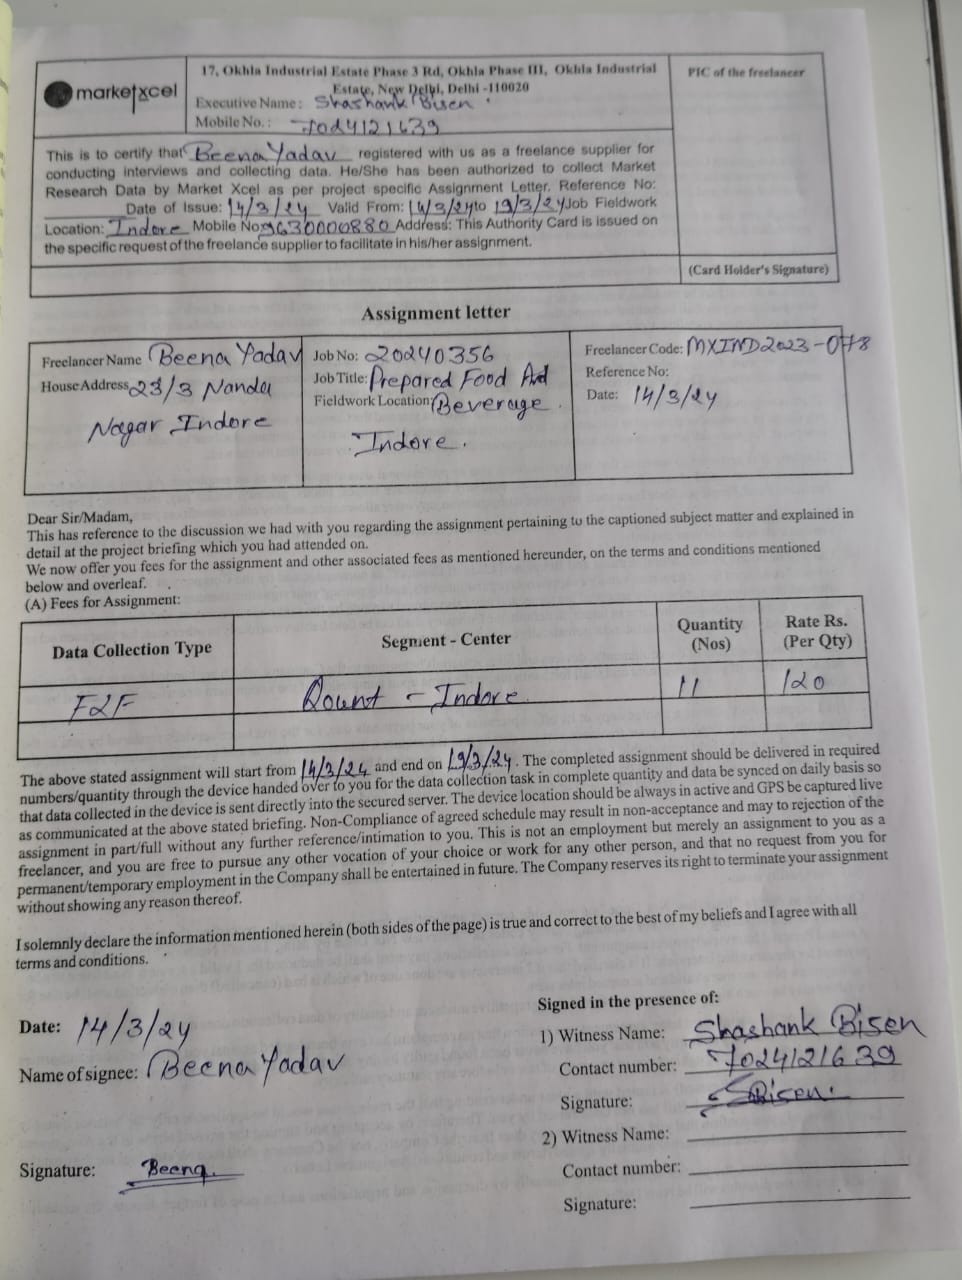 marketxcel
17, Okhla Industrial Estate Phase 3 Rd, Okhla Phase III, Okhla Industrial
Estate, New Delhi, Delhi -110020
Executive Name: Shashank Bisen
Mobile No.: 7024121639
PIC of the freelancer
This is to certify that Beena Yadav registered with us as a freelance supplier for
conducting interviews and collecting data. He/She has been authorized to collect Market
Research Data by Market Xcel as per project specific Assignment Letter. Reference No:
Date of Issue: 14/3/24 Valid From: 14/3/24 to 19/3/24 Job Fieldwork
Location: Indore Mobile No: 9630000880 Address: This Authority Card is issued on
the specific request of the freelance supplier to facilitate in his/her assignment.
(Card Holder's Signature)
Assignment letter
Freelancer Name Beena Yadav
House Address 23/3 Nanda
Nagar Indore
Job No: 20240356
Job Title: Prepared Food And
Fieldwork Location: Beverage.
Indore.
Freelancer Code: MXIND2023-078
Reference No:
Date: 14/3/24
Dear Sir/Madam,
This has reference to the discussion we had with you regarding the assignment pertaining to the captioned subject matter and explained in
detail at the project briefing which you had attended on.
We now offer you fees for the assignment and other associated fees as mentioned hereunder, on the terms and conditions mentioned
below and overleaf.
(A) Fees for Assignment:
Data Collection Type Segment - Center Quantity (Nos) Rate Rs. (Per Qty)
F2F Qount - Indore 11 120
The above stated assignment will start from 14/3/24 and end on 19/3/24. The completed assignment should be delivered in required
numbers/quantity through the device handed over to you for the data collection task in complete quantity and data be synced on daily basis so
that data collected in the device is sent directly into the secured server. The device location should be always in active and GPS be captured live
as communicated at the above stated briefing. Non-Compliance of agreed schedule may result in non-acceptance and may to rejection of the
assignment in part/full without any further reference/intimation to you. This is not an employment but merely an assignment to you as a
freelancer, and you are free to pursue any other vocation of your choice or work for any other person, and that no request from you for
permanent/temporary employment in the Company shall be entertained in future. The Company reserves its right to terminate your assignment
without showing any reason thereof.
I solemnly declare the information mentioned herein (both sides of the page) is true and correct to the best of my beliefs and I agree with all
terms and conditions.
Date: 14/3/24
Name of signee: Beena Yadav
Signature: Beena
Signed in the presence of:
1) Witness Name: Shashank Bisen
Contact number: 7024121639
Signature: SBisen
2) Witness Name:
Contact number:
Signature: